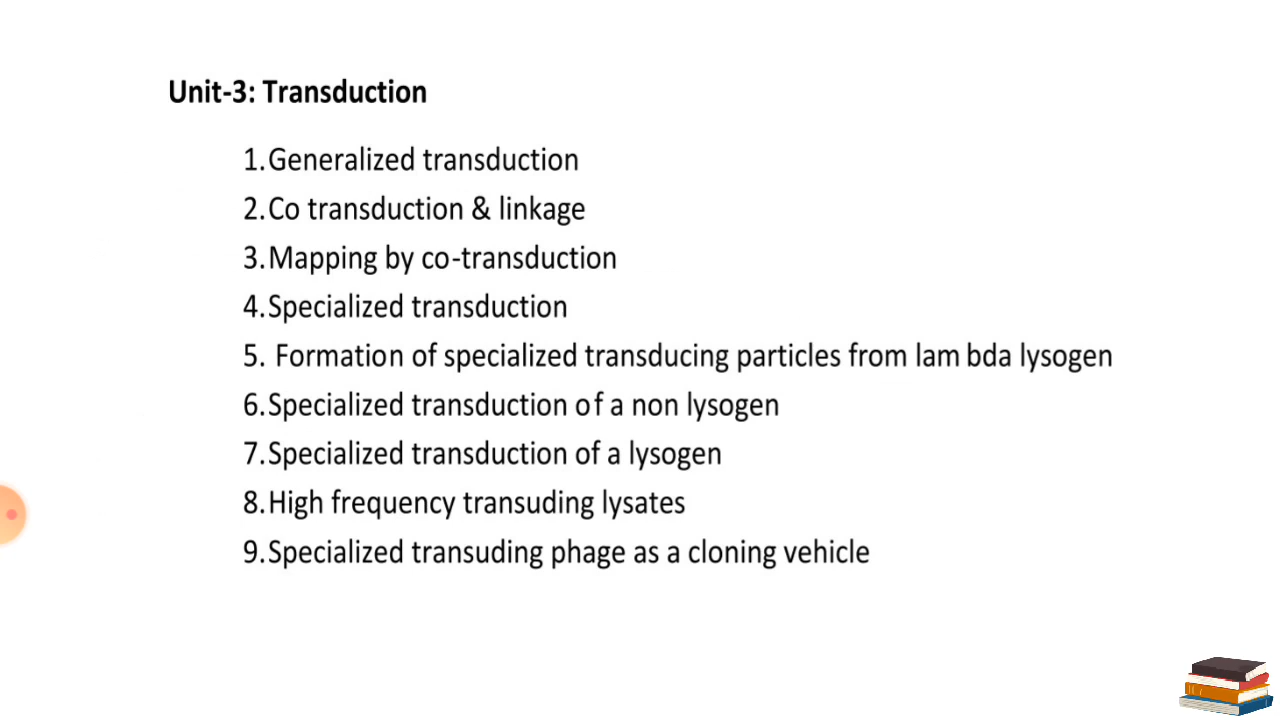 Unit-3: Transduction
1.Generalized transduction
2.Co transduction & linkage
3.Mapping by co-transduction
4.Specialized transduction
5. Formation of specialized transducing particles from lam bda lysogen
6.Specialized transduction of a non lysogen
7.Specialized transduction of a lysogen
8.High frequency transuding lysates
9.Specialized transuding phage as a cloning vehicle